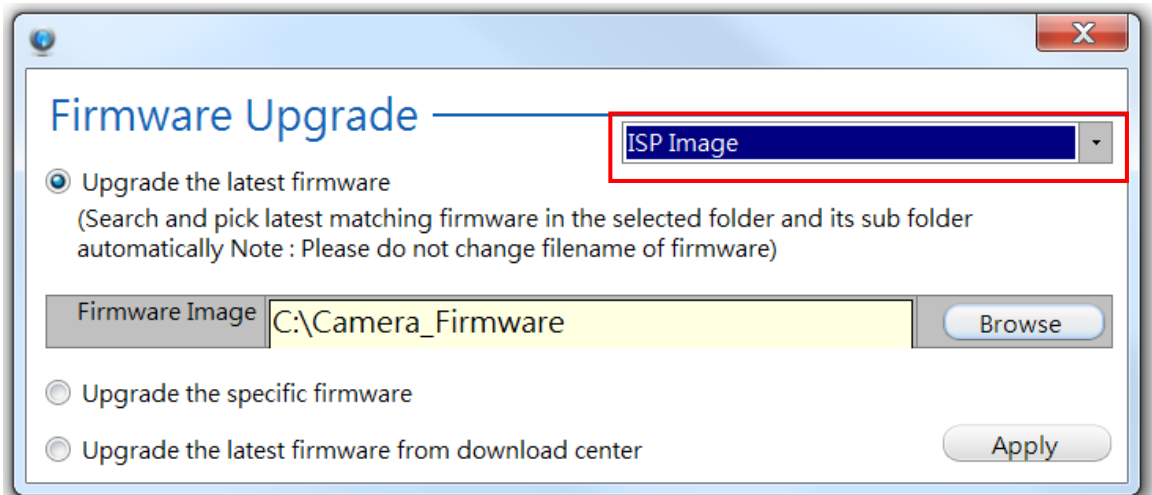 Firmware Upgrade
ISP Image
Upgrade the latest firmware
(Search and pick latest matching firmware in the selected folder and its sub folder
automatically Note : Please do not change filename of firmware)
Firmware Image C:\Camera_Firmware Browse
Upgrade the specific firmware
Upgrade the latest firmware from download center
Apply